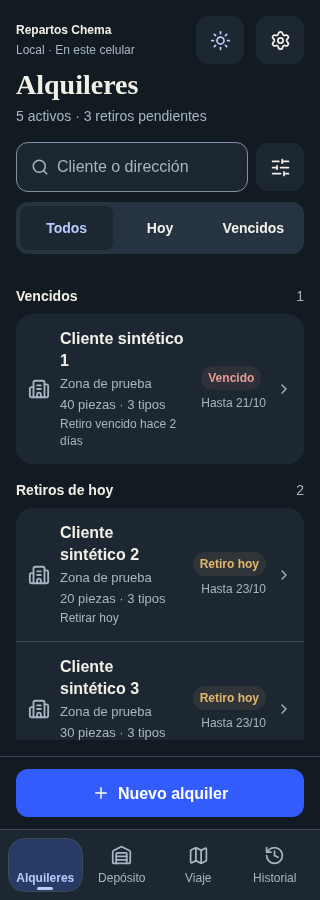 Repartos Chema
Local · En este celular
Alquileres
5 activos · 3 retiros pendientes
Cliente o dirección
Todos Hoy Vencidos
Vencidos 1
Cliente sintético
1
Zona de prueba
40 piezas · 3 tipos
Retiro vencido hace 2
días
Vencido
Hasta 21/10
Retiros de hoy 2
Cliente
sintético 2
Zona de prueba
20 piezas · 3 tipos
Retirar hoy
Retiro hoy
Hasta 23/10
Cliente
sintético 3
Zona de prueba
30 piezas · 3 tipos
Retiro hoy
Hasta 23/10
Nuevo alquiler
Alquileres Depósito Viaje Historial